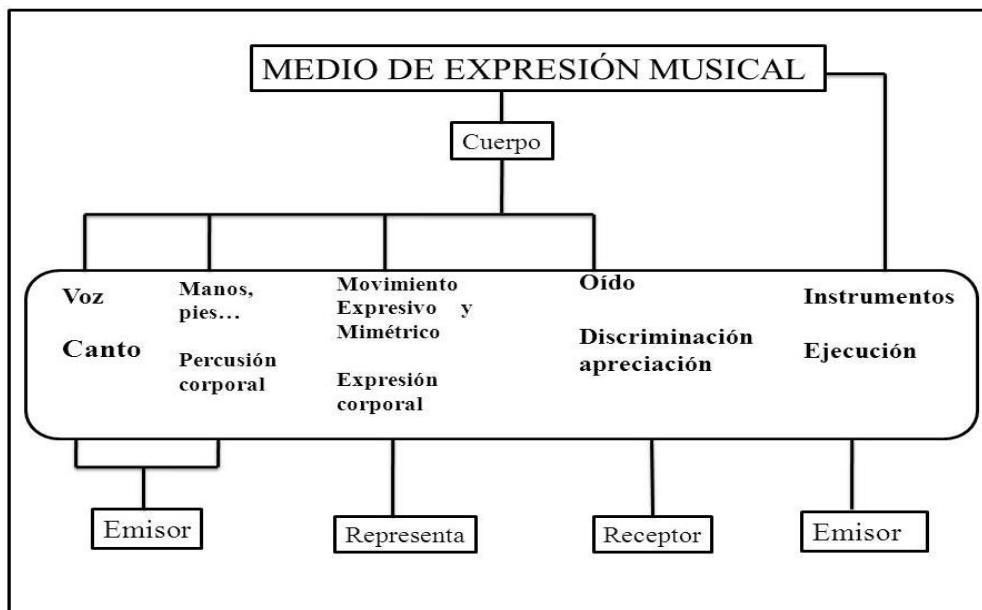 MEDIO DE EXPRESIÓN MUSICAL
Cuerpo
Voz
Canto
Manos,
pies…
Percusión
corporal
Movimiento
Expresivo y
Mimétrico
Expresión
corporal
Oído
Discriminación
apreciación
Instrumentos
Ejecución
Emisor
Representa
Receptor
Emisor